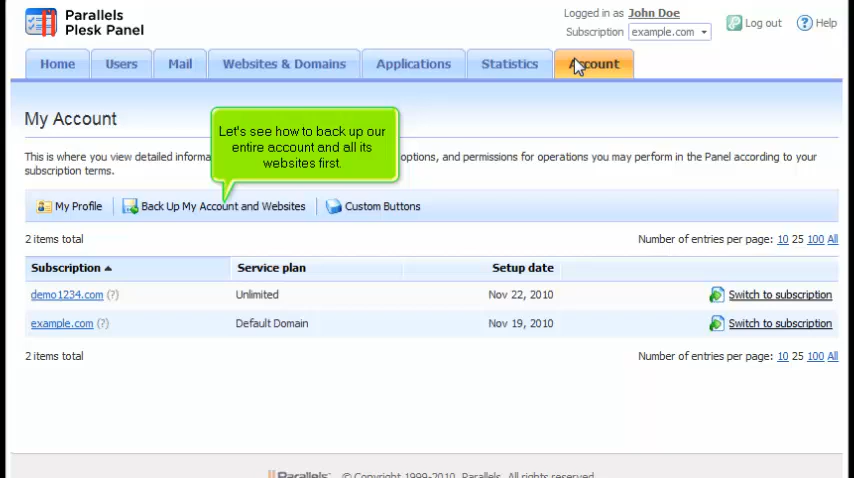 Parallels
Plesk Panel
Logged in as John Doe
Subscription example.com
Log out
Help
Home
Users
Mail
Websites & Domains
Applications
Statistics
Account
My Account
Let's see how to back up our
entire account and all its
websites first.
This is where you view detailed options, and permissions for operations you may perform in the Panel according to your
subscription terms.
My Profile
Back Up My Account and Websites
Custom Buttons
2 items total
Number of entries per page: 10 25 100 All
Subscription
Service plan
Setup date
demo1234.com (?)
Unlimited
Nov 22, 2010
Switch to subscription
example.com (?)
Default Domain
Nov 19, 2010
Switch to subscription
2 items total
Number of entries per page: 10 25 100 All
Parallels © Copyright 1999-2010, Parallels. All rights reserved.